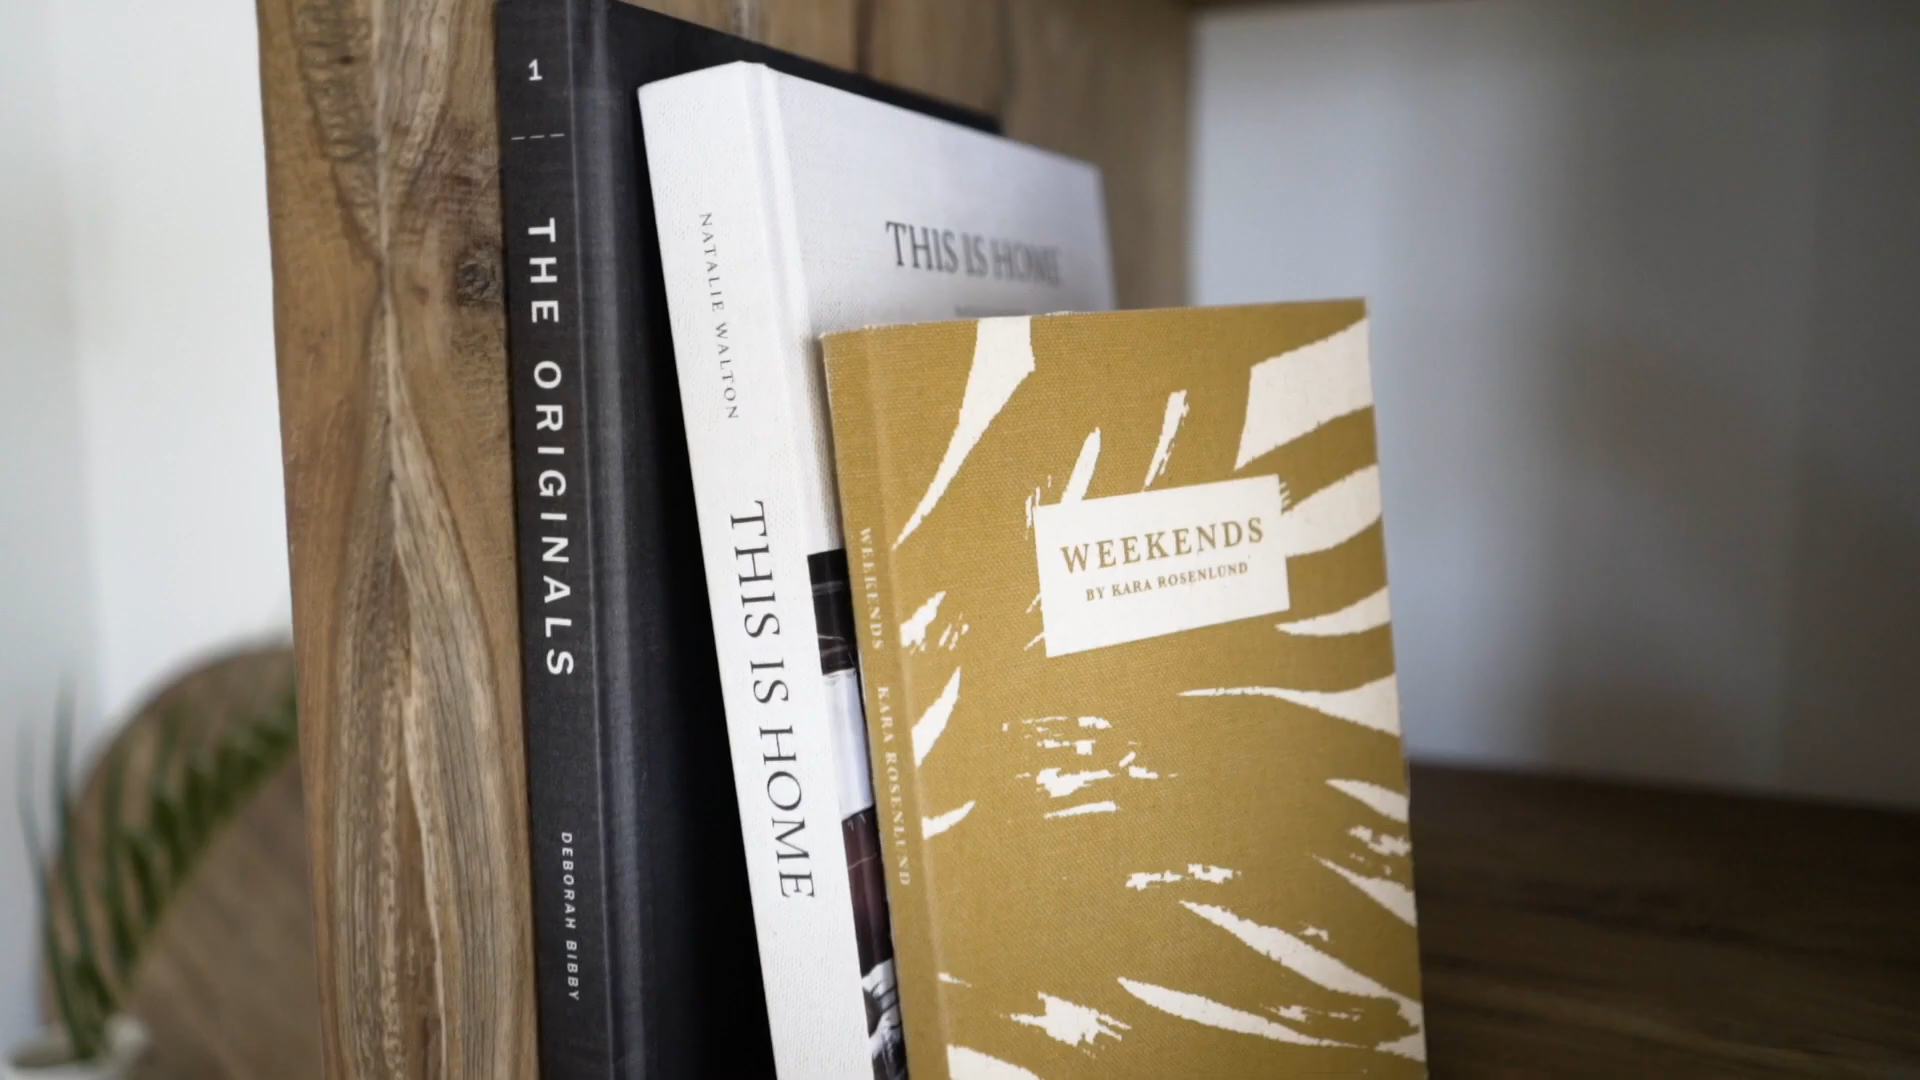 1
THE ORIGINALS
DEBORAH BIBBY
NATALIE WALTON
THIS IS HOME
THIS IS HOME
WEEKENDS
KARA ROSENLUND
WEEKENDS
BY KARA ROSENLUND